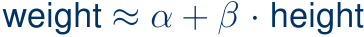 weight ≈ α + β · height